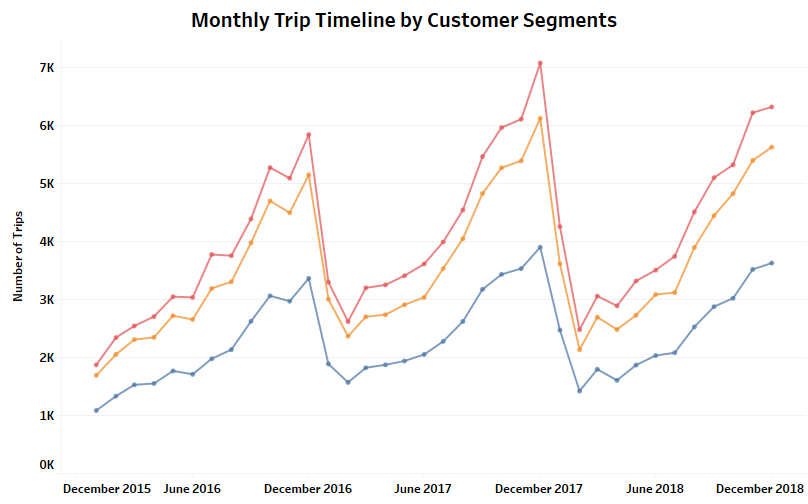 Monthly Trip Timeline by Customer Segments
7K
6K
5K
4K
3K
2K
1K
0K
Number of Trips
December 2015 June 2016 December 2016 June 2017 December 2017 June 2018 December 2018